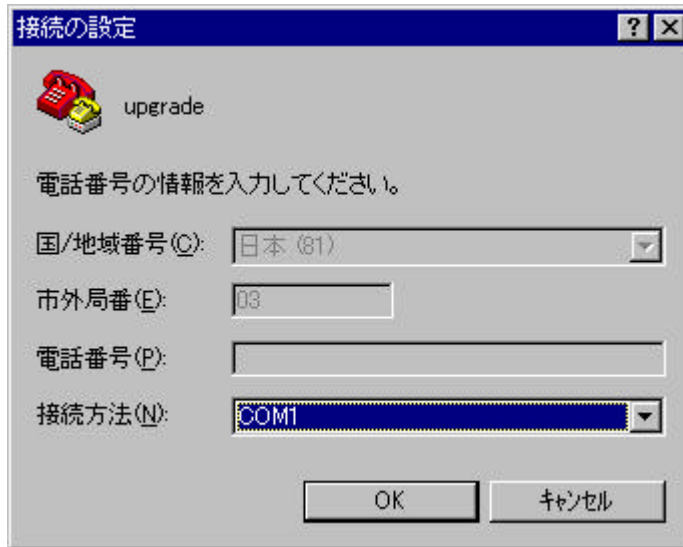 接続の設定
upgrade
電話番号の情報を入力してください。
国/地域番号(C): 日本 (81)
市外局番(E): 03
電話番号(P):
接続方法(N): COM1
OK ｷｬﾝｾﾙ